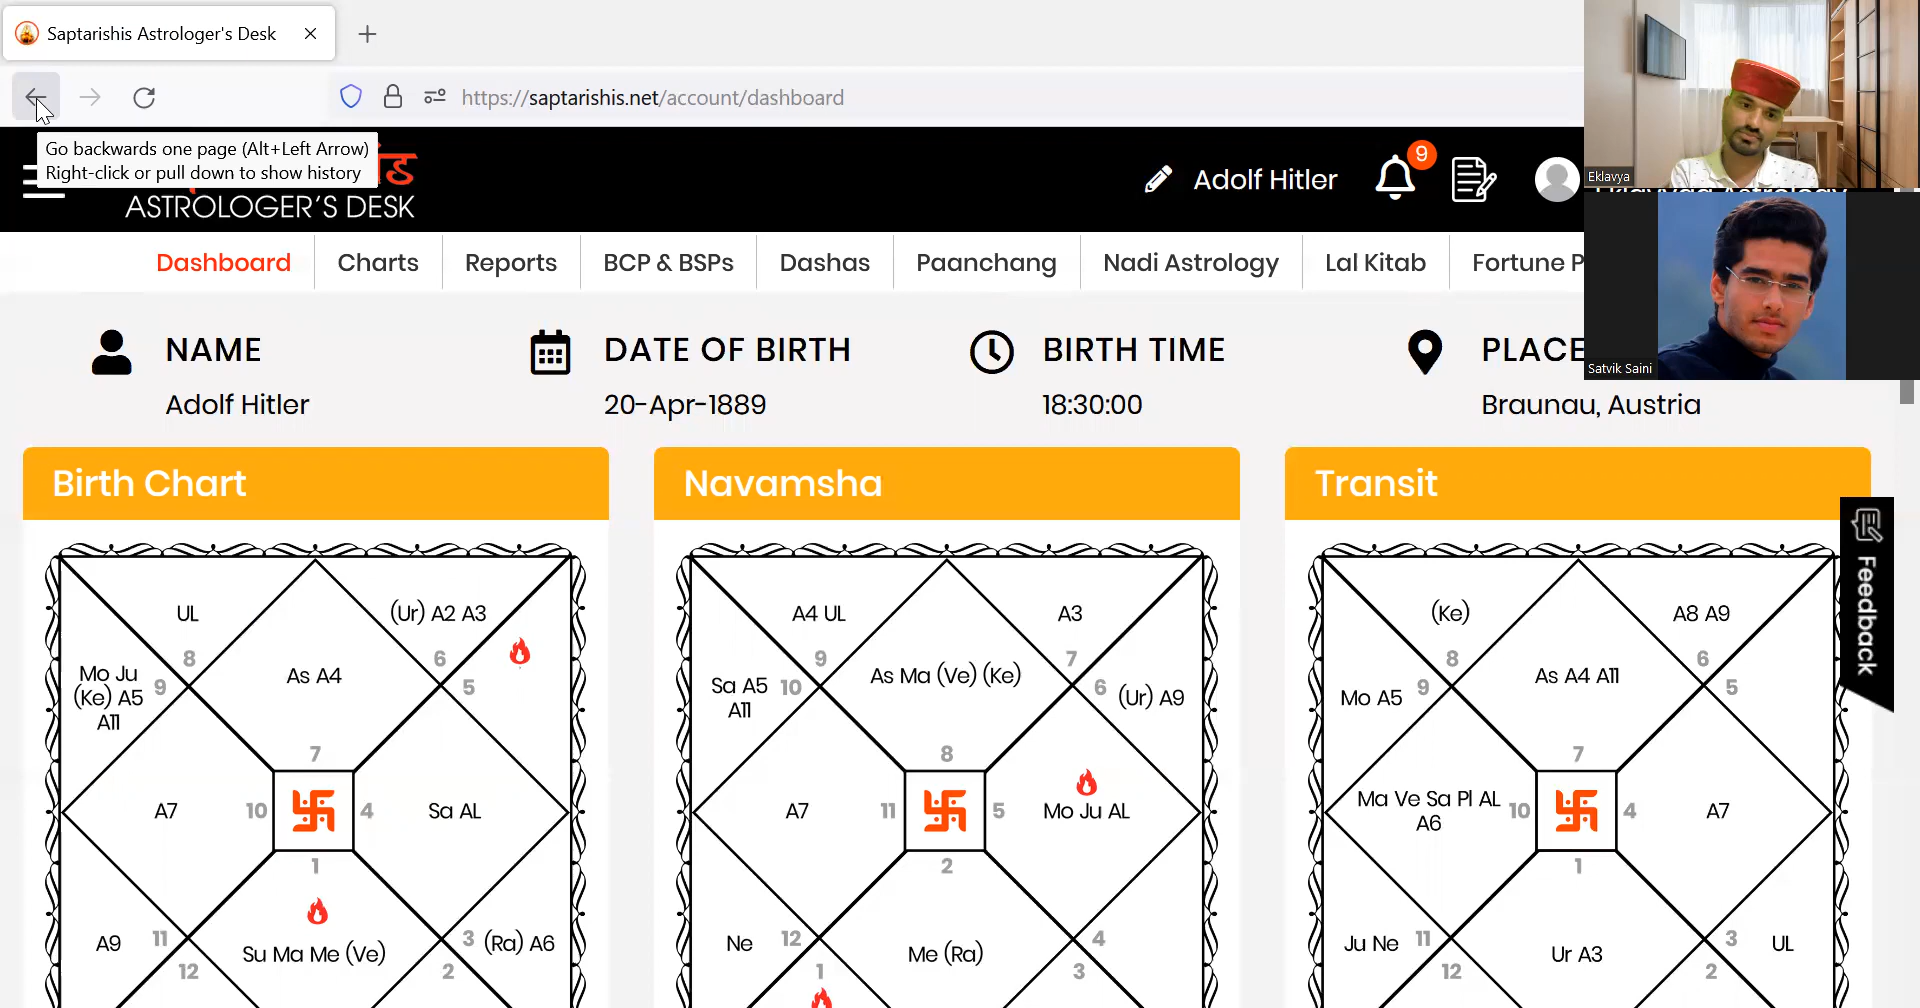 Saptarishis Astrologer's Desk
https://saptarishis.net/account/dashboard
Go backwards one page (Alt+Left Arrow)
Right-click or pull down to show history
ASTROLOGER'S DESK
Adolf Hitler
9
Eklavya
Satvik Saini
Dashboard
Charts
Reports
BCP & BSPs
Dashas
Paanchang
Nadi Astrology
Lal Kitab
Fortune P
NAME
Adolf Hitler
DATE OF BIRTH
20-Apr-1889
BIRTH TIME
18:30:00
PLACE
Braunau, Austria
Feedback
Birth Chart
UL
(Ur) A2 A3
8
6
Mo Ju
(Ke) A5
A11
9
As A4
5
7
A7
10
4
Sa AL
1
A9
11
Su Ma Me (Ve)
3
(Ra) A6
12
2
Navamsha
A4 UL
A3
9
7
Sa A5
A11
10
As Ma (Ve) (Ke)
6
(Ur) A9
8
A7
11
5
Mo Ju AL
2
Ne
12
Me (Ra)
4
1
3
Transit
(Ke)
A8 A9
8
6
Mo A5
9
As A4 A11
5
7
Ma Ve Sa Pl AL
A6
10
4
A7
1
Ju Ne
11
Ur A3
3
UL
12
2